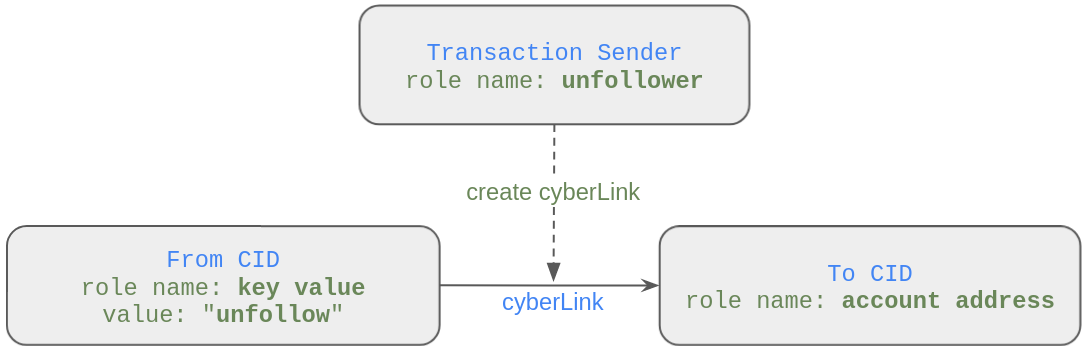 Transaction Sender
role name: unfollower
create cyberLink
From CID
role name: key value
value: "unfollow"
cyberLink
To CID
role name: account address